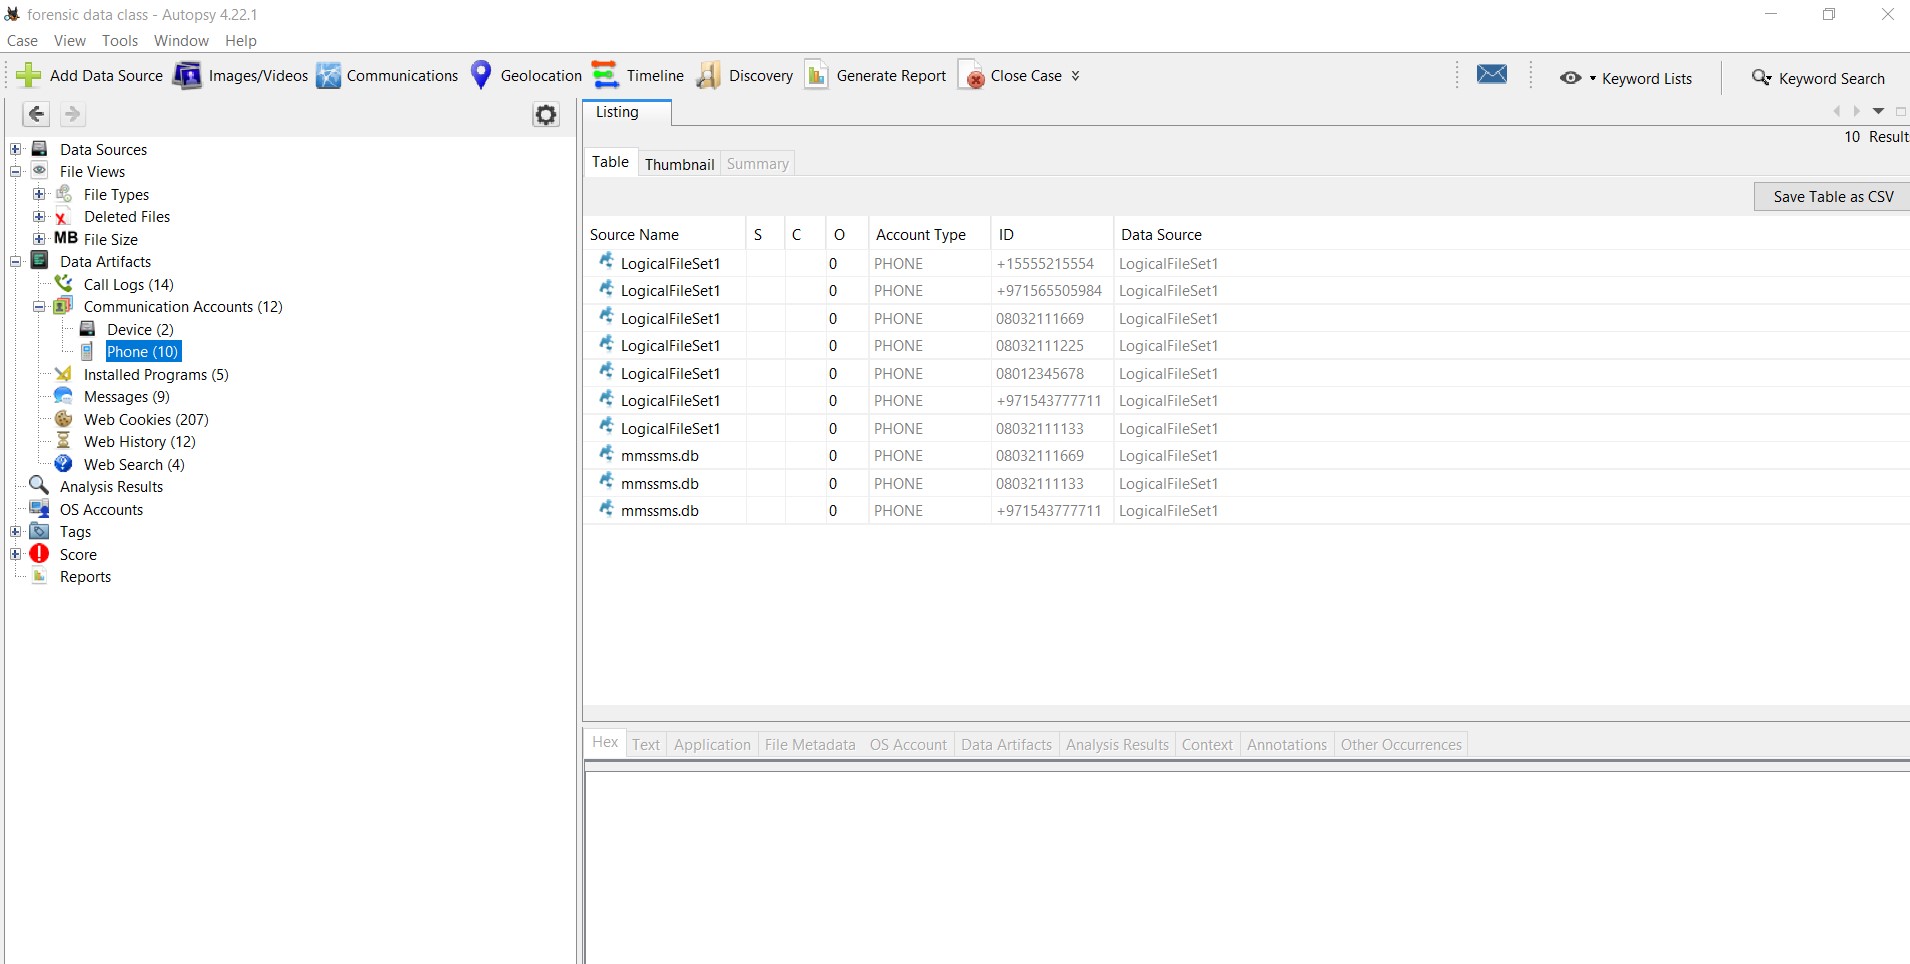 forensic data class - Autopsy 4.22.1
Case View Tools Window Help
Add Data Source Images/Videos Communications Geolocation Timeline Discovery Generate Report Close Case Keyword Lists Keyword Search
Data Sources
File Views
File Types
Deleted Files
MB File Size
Data Artifacts
Call Logs (14)
Communication Accounts (12)
Device (2)
Phone (10)
Installed Programs (5)
Messages (9)
Web Cookies (207)
Web History (12)
Web Search (4)
Analysis Results
OS Accounts
Tags
Score
Reports
Listing
10 Result
Table Thumbnail Summary
Save Table as CSV
Source Name S C O Account Type ID Data Source
LogicalFileSet1 0 PHONE +15555215554 LogicalFileSet1
LogicalFileSet1 0 PHONE +971565505984 LogicalFileSet1
LogicalFileSet1 0 PHONE 08032111669 LogicalFileSet1
LogicalFileSet1 0 PHONE 08032111225 LogicalFileSet1
LogicalFileSet1 0 PHONE 08012345678 LogicalFileSet1
LogicalFileSet1 0 PHONE +971543777711 LogicalFileSet1
LogicalFileSet1 0 PHONE 08032111133 LogicalFileSet1
mmssms.db 0 PHONE 08032111669 LogicalFileSet1
mmssms.db 0 PHONE 08032111133 LogicalFileSet1
mmssms.db 0 PHONE +971543777711 LogicalFileSet1
Hex Text Application File Metadata OS Account Data Artifacts Analysis Results Context Annotations Other Occurrences